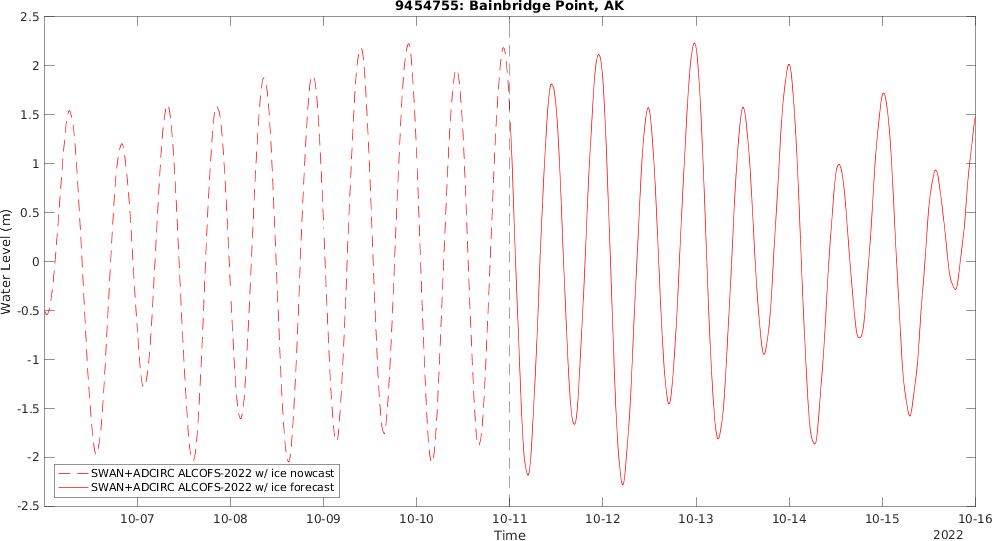 9454755: Bainbridge Point, AK
2.5
2
1.5
1
0.5
0
-0.5
-1
-1.5
-2
-2.5
Water Level (m)
SWAN+ADCIRC ALCOFS-2022 w/ ice nowcast
SWAN+ADCIRC ALCOFS-2022 w/ ice forecast
10-07 10-08 10-09 10-10 10-11 10-12 10-13 10-14 10-15 10-16
Time
2022